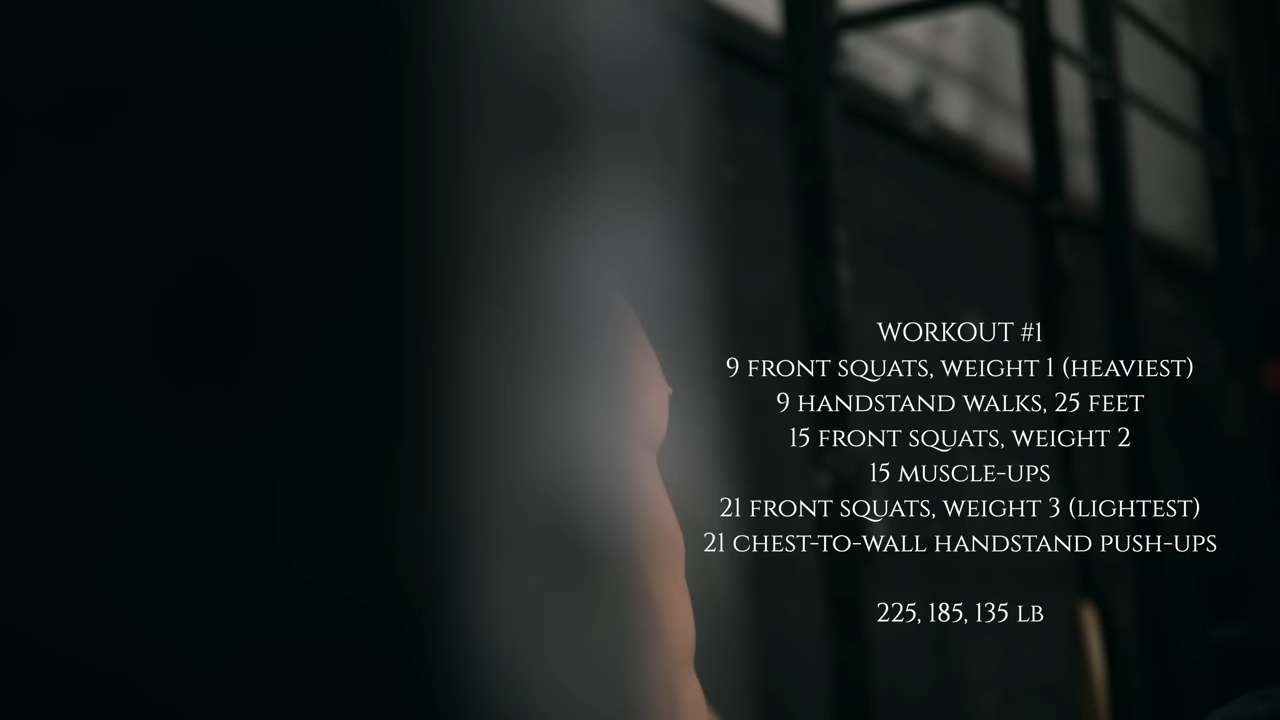 WORKOUT #1
9 FRONT SQUATS, WEIGHT 1 (HEAVIEST)
9 HANDSTAND WALKS, 25 FEET
15 FRONT SQUATS, WEIGHT 2
15 MUSCLE-UPS
21 FRONT SQUATS, WEIGHT 3 (LIGHTEST)
21 CHEST-TO-WALL HANDSTAND PUSH-UPS
225, 185, 135 LB